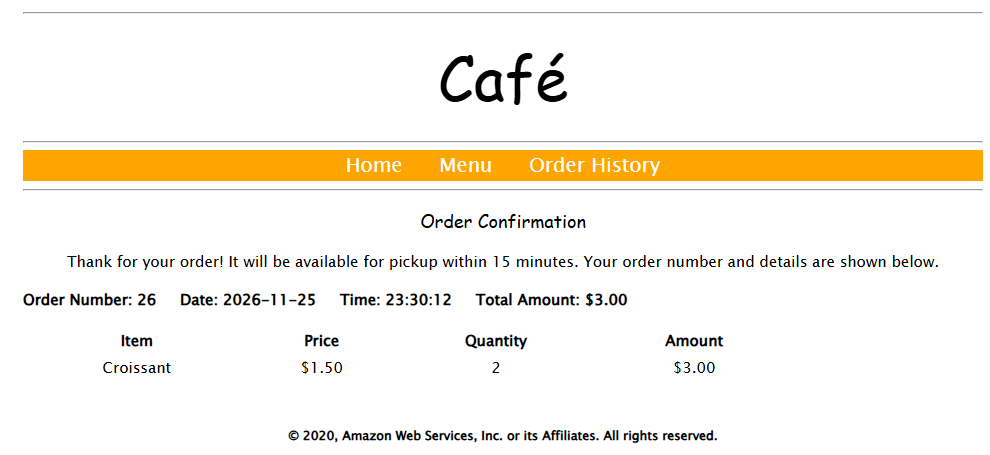 Café
Home Menu Order History
Order Confirmation
Thank for your order! It will be available for pickup within 15 minutes. Your order number and details are shown below.
Order Number: 26 Date: 2026-11-25 Time: 23:30:12 Total Amount: $3.00
Item Price Quantity Amount
Croissant $1.50 2 $3.00
© 2020, Amazon Web Services, Inc. or its Affiliates. All rights reserved.